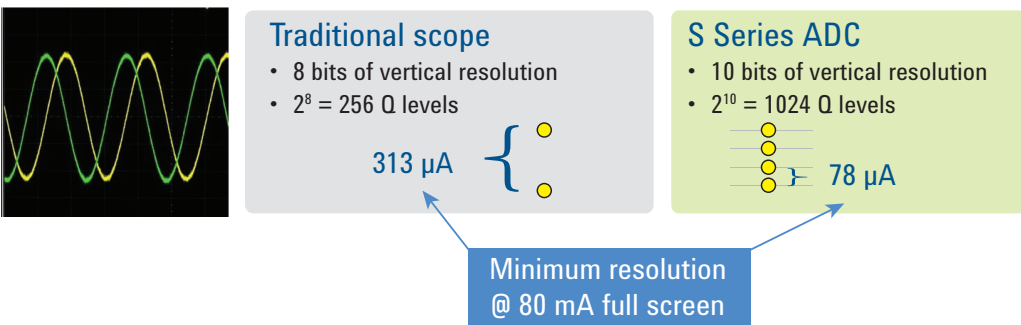 Traditional scope
• 8 bits of vertical resolution
• 2⁸ = 256 Q levels
313 µA
S Series ADC
• 10 bits of vertical resolution
• 2¹⁰ = 1024 Q levels
78 µA
Minimum resolution
@ 80 mA full screen